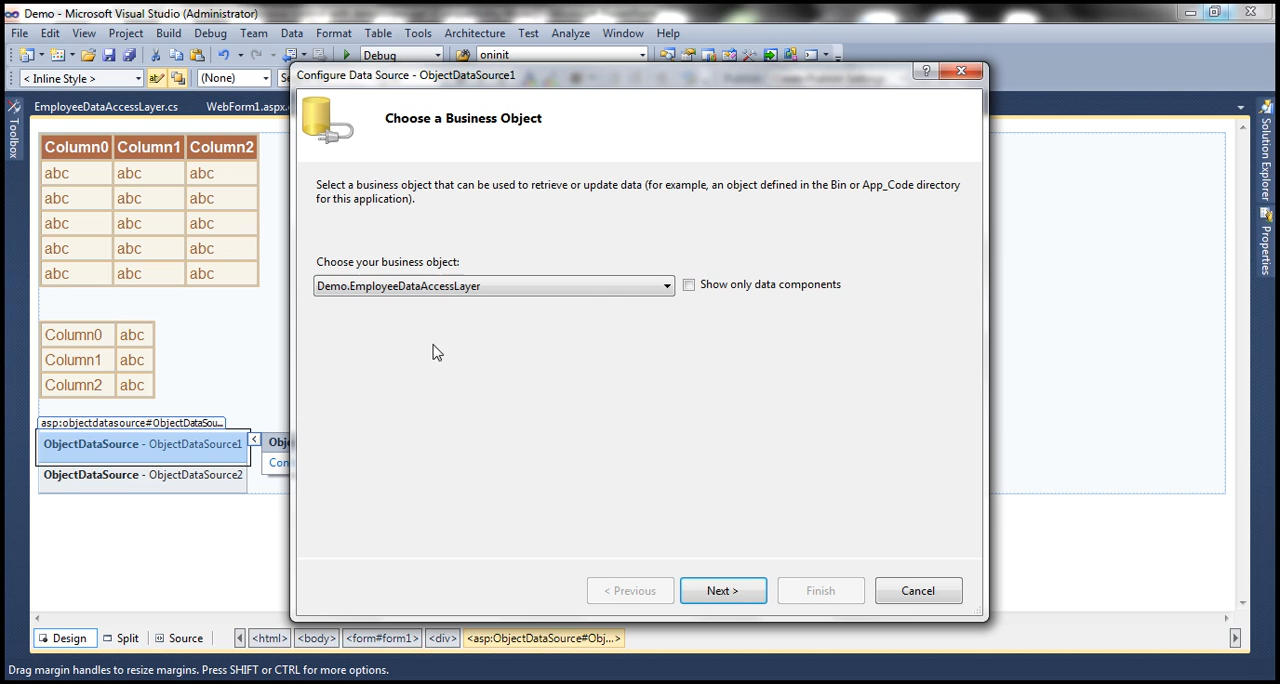 Demo - Microsoft Visual Studio (Administrator)
File Edit View Project Build Debug Team Data Format Table Tools Architecture Test Analyze Window Help
Debug oninit
< Inline Style > (None)
Configure Data Source - ObjectDataSource1
EmployeeDataAccessLayer.cs WebForm1.aspx.
Toolbox
Solution Explorer
Properties
Choose a Business Object
Select a business object that can be used to retrieve or update data (for example, an object defined in the Bin or App_Code directory
for this application).
Choose your business object:
Demo.EmployeeDataAccessLayer Show only data components
Column0 Column1 Column2
abc abc abc
abc abc abc
abc abc abc
abc abc abc
abc abc abc
Column0 abc
Column1 abc
Column2 abc
asp:objectdatasource#ObjectDataSou...
ObjectDataSource - ObjectDataSource1
Obje
Con
ObjectDataSource - ObjectDataSource2
< Previous Next > Finish Cancel
Design Split Source <html> <body> <form#form1> <div> <asp:ObjectDataSource#Obj...>
Drag margin handles to resize margins. Press SHIFT or CTRL for more options.